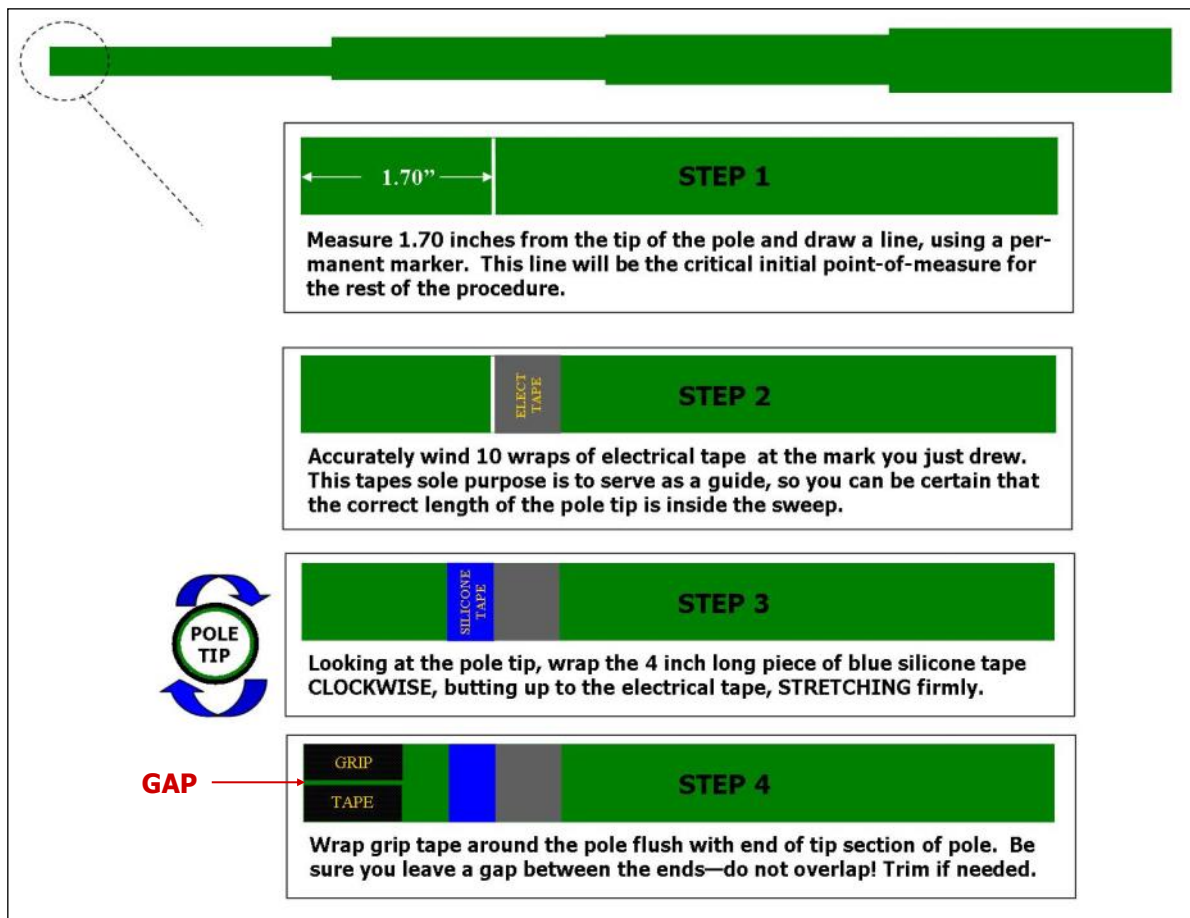 1.70”
STEP 1
Measure 1.70 inches from the tip of the pole and draw a line, using a per-
manent marker.  This line will be the critical initial point-of-measure for
the rest of the procedure.
ELECT
TAPE
STEP 2
Accurately wind 10 wraps of electrical tape  at the mark you just drew.
This tapes sole purpose is to serve as a guide, so you can be certain that
the correct length of the pole tip is inside the sweep.
POLE
TIP
SILICONE
TAPE
STEP 3
Looking at the pole tip, wrap the 4 inch long piece of blue silicone tape
CLOCKWISE, butting up to the electrical tape, STRETCHING firmly.
GAP
GRIP
TAPE
STEP 4
Wrap grip tape around the pole flush with end of tip section of pole.  Be
sure you leave a gap between the ends—do not overlap! Trim if needed.